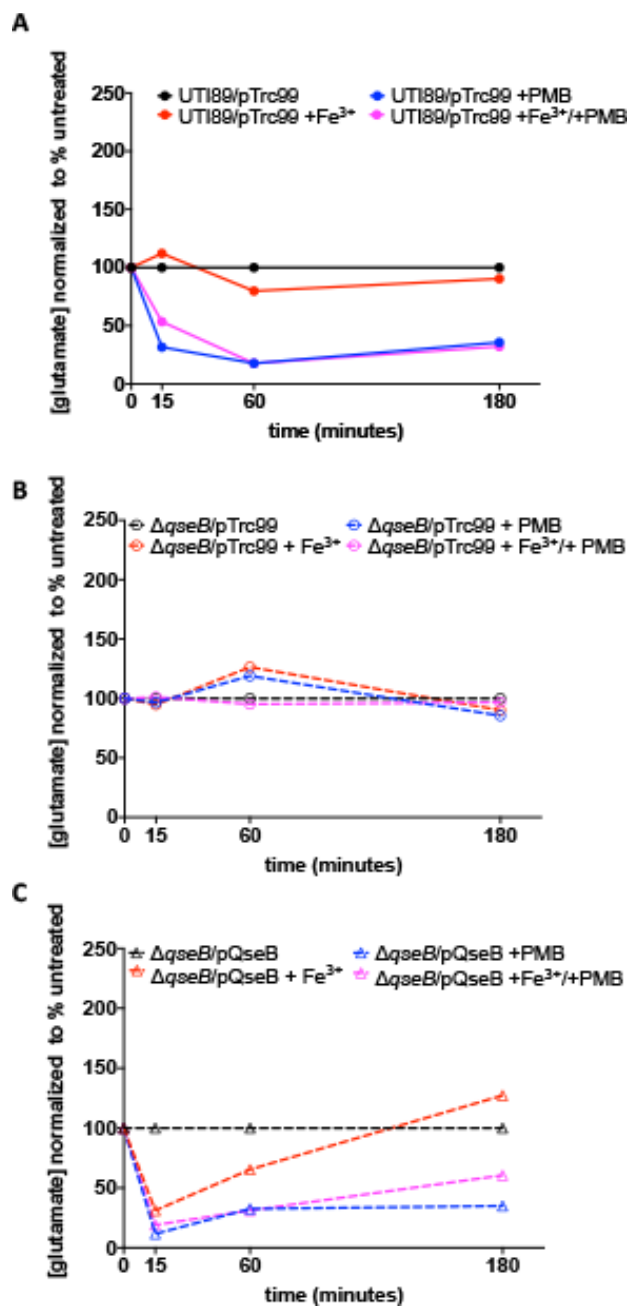 A
[glutamate] normalized to % untreated
UTI89/pTrc99
UTI89/pTrc99 +PMB
UTI89/pTrc99 +Fe³⁺
UTI89/pTrc99 +Fe³⁺/+PMB
250
200
150
100
50
0
0 15 60 180
time (minutes)
B
[glutamate] normalized to % untreated
ΔqseB/pTrc99
ΔqseB/pTrc99 + PMB
ΔqseB/pTrc99 + Fe³⁺
ΔqseB/pTrc99 + Fe³⁺/+ PMB
250
200
150
100
50
0
0 15 60 180
time (minutes)
C
[glutamate] normalized to % untreated
ΔqseB/pQseB
ΔqseB/pQseB +PMB
ΔqseB/pQseB + Fe³⁺
ΔqseB/pQseB +Fe³⁺/+PMB
250
200
150
100
50
0
0 15 60 180
time (minutes)